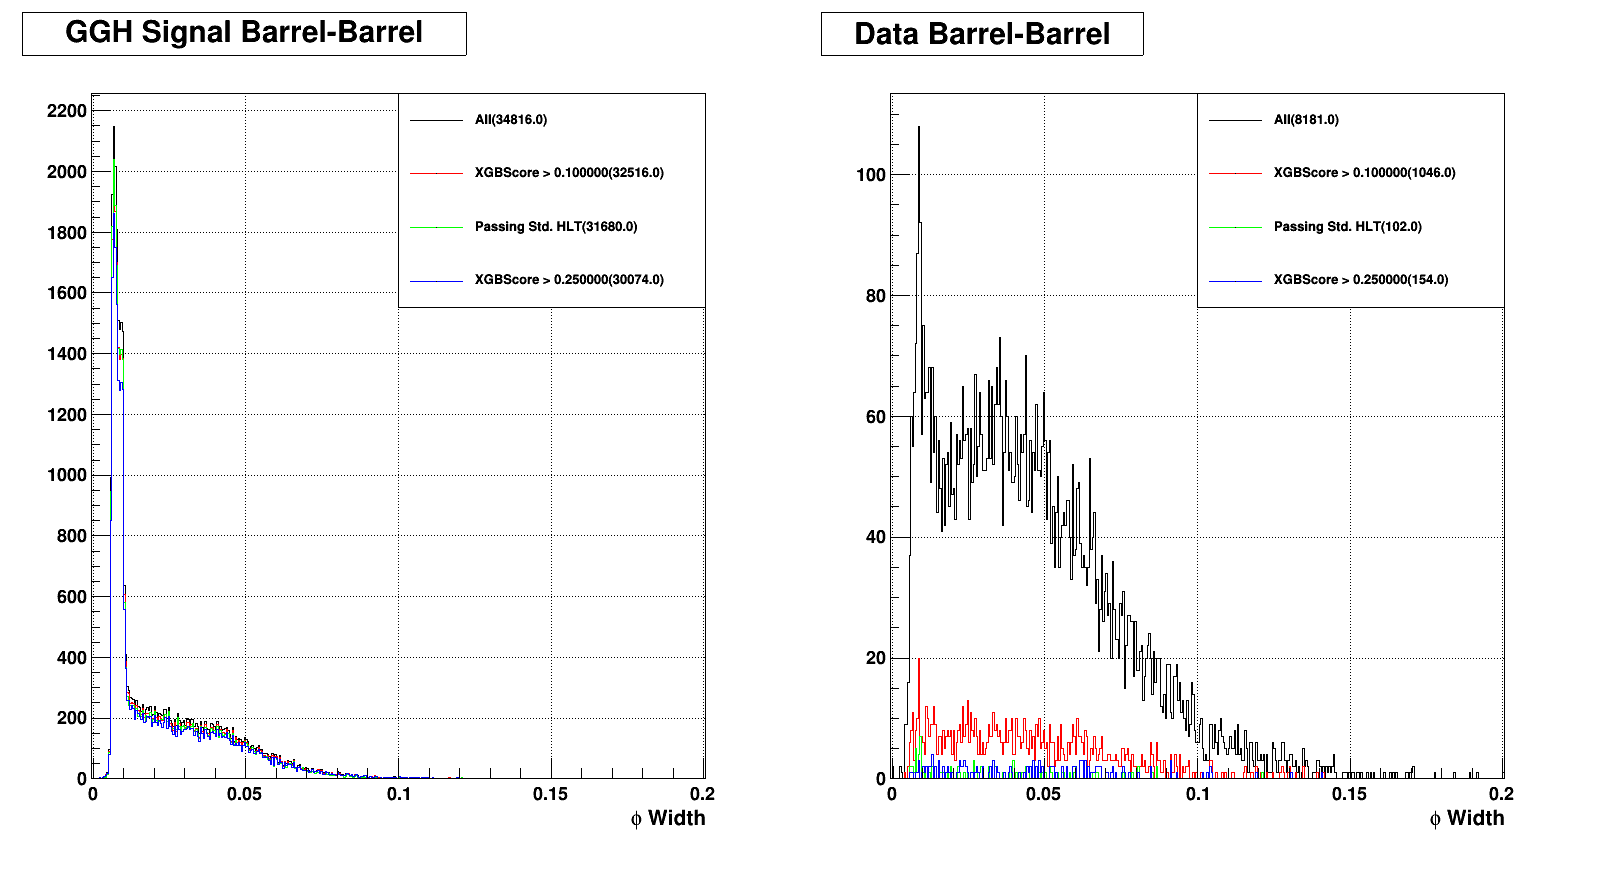 GGH Signal Barrel-Barrel
2200
2000
1800
1600
1400
1200
1000
800
600
400
200
0
0
0.05
0.1
0.15
0.2
ϕ Width
All(34816.0)
XGBScore > 0.100000(32516.0)
Passing Std. HLT(31680.0)
XGBScore > 0.250000(30074.0)
Data Barrel-Barrel
100
80
60
40
20
0
0
0.05
0.1
0.15
0.2
ϕ Width
All(8181.0)
XGBScore > 0.100000(1046.0)
Passing Std. HLT(102.0)
XGBScore > 0.250000(154.0)